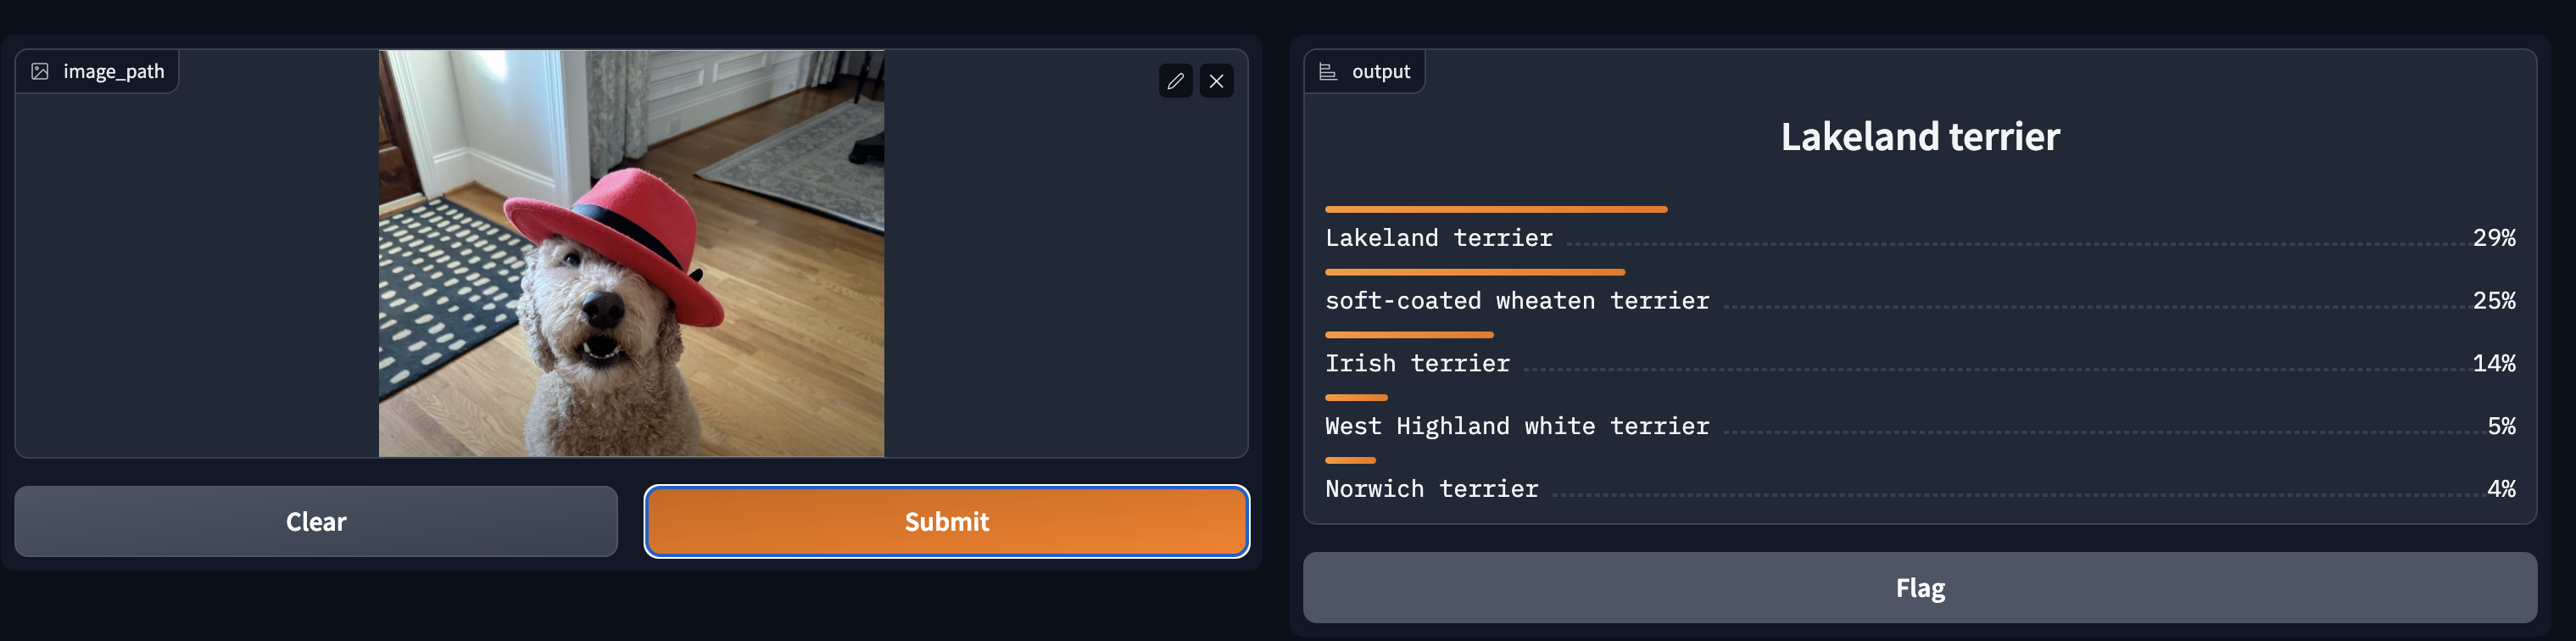 image_path
Clear
Submit
output
Lakeland terrier
Lakeland terrier 29%
soft-coated wheaten terrier 25%
Irish terrier 14%
West Highland white terrier 5%
Norwich terrier 4%
Flag